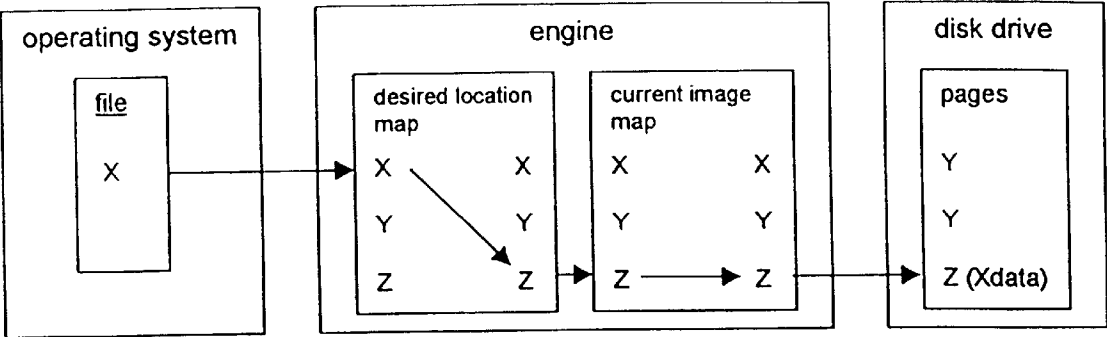 operating system
file
X
engine
desired location
map
X X
Y Y
Z Z
current image
map
X X
Y Y
Z Z
disk drive
pages
Y
Y
Z (Xdata)